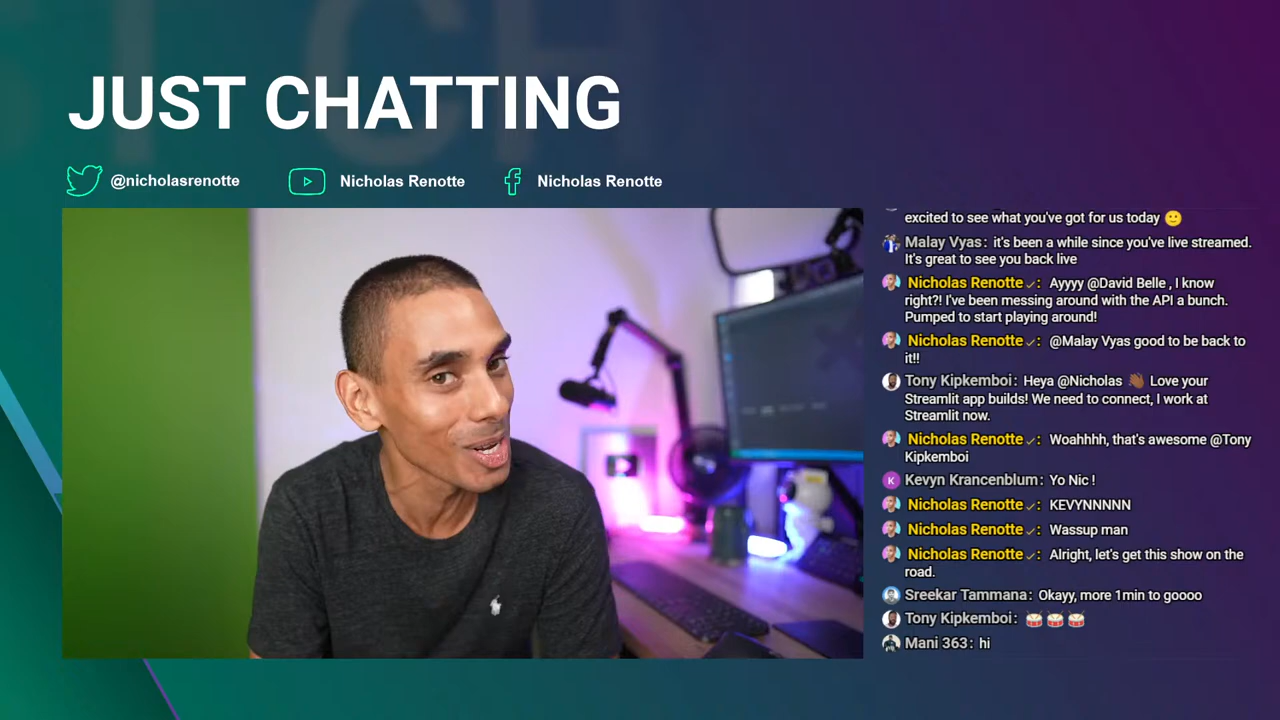 JUST CHATTING
@nicholasrenotte
Nicholas Renotte
Nicholas Renotte
excited to see what you've got for us today 🙂
Malay Vyas: it's been a while since you've live streamed.
It's great to see you back live
Nicholas Renotte ✓: Ayyyy @David Belle , I know
right?! I've been messing around with the API a bunch.
Pumped to start playing around!
Nicholas Renotte ✓: @Malay Vyas good to be back to
it!!
Tony Kipkemboi: Heya @Nicholas 👋🏾 Love your
Streamlit app builds! We need to connect, I work at
Streamlit now.
Nicholas Renotte ✓: Woahhhh, that's awesome @Tony
Kipkemboi
K Kevyn Krancenblum: Yo Nic !
Nicholas Renotte ✓: KEVYNNNNN
Nicholas Renotte ✓: Wassup man
Nicholas Renotte ✓: Alright, let's get this show on the
road.
Sreekar Tammana: Okayy, more 1min to goooo
Tony Kipkemboi: 🥁🥁🥁
Mani 363: hi